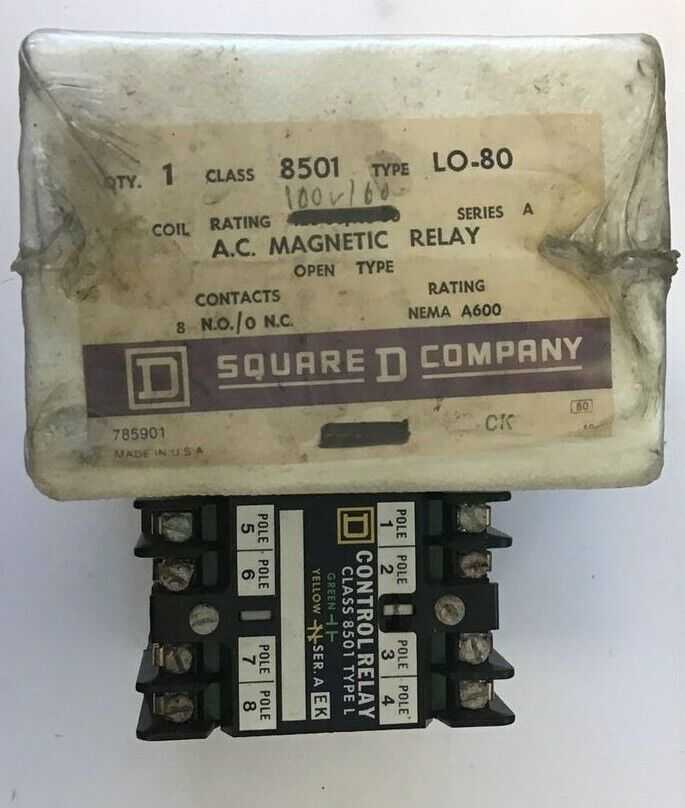 QTY. 1 CLASS 8501 TYPE LO-80
COIL RATING SERIES A
A.C. MAGNETIC RELAY
OPEN TYPE
CONTACTS RATING
8 N.O./0 N.C. NEMA A600
D SQUARE D COMPANY
785901 CK 80
MADE IN U.S.A
POLE 5
POLE 6
POLE 7
POLE 8
D CONTROL RELAY
CLASS 8501 TYPE L
GREEN
YELLOW SER. A EK
POLE 1
POLE 2
POLE 3
POLE 4